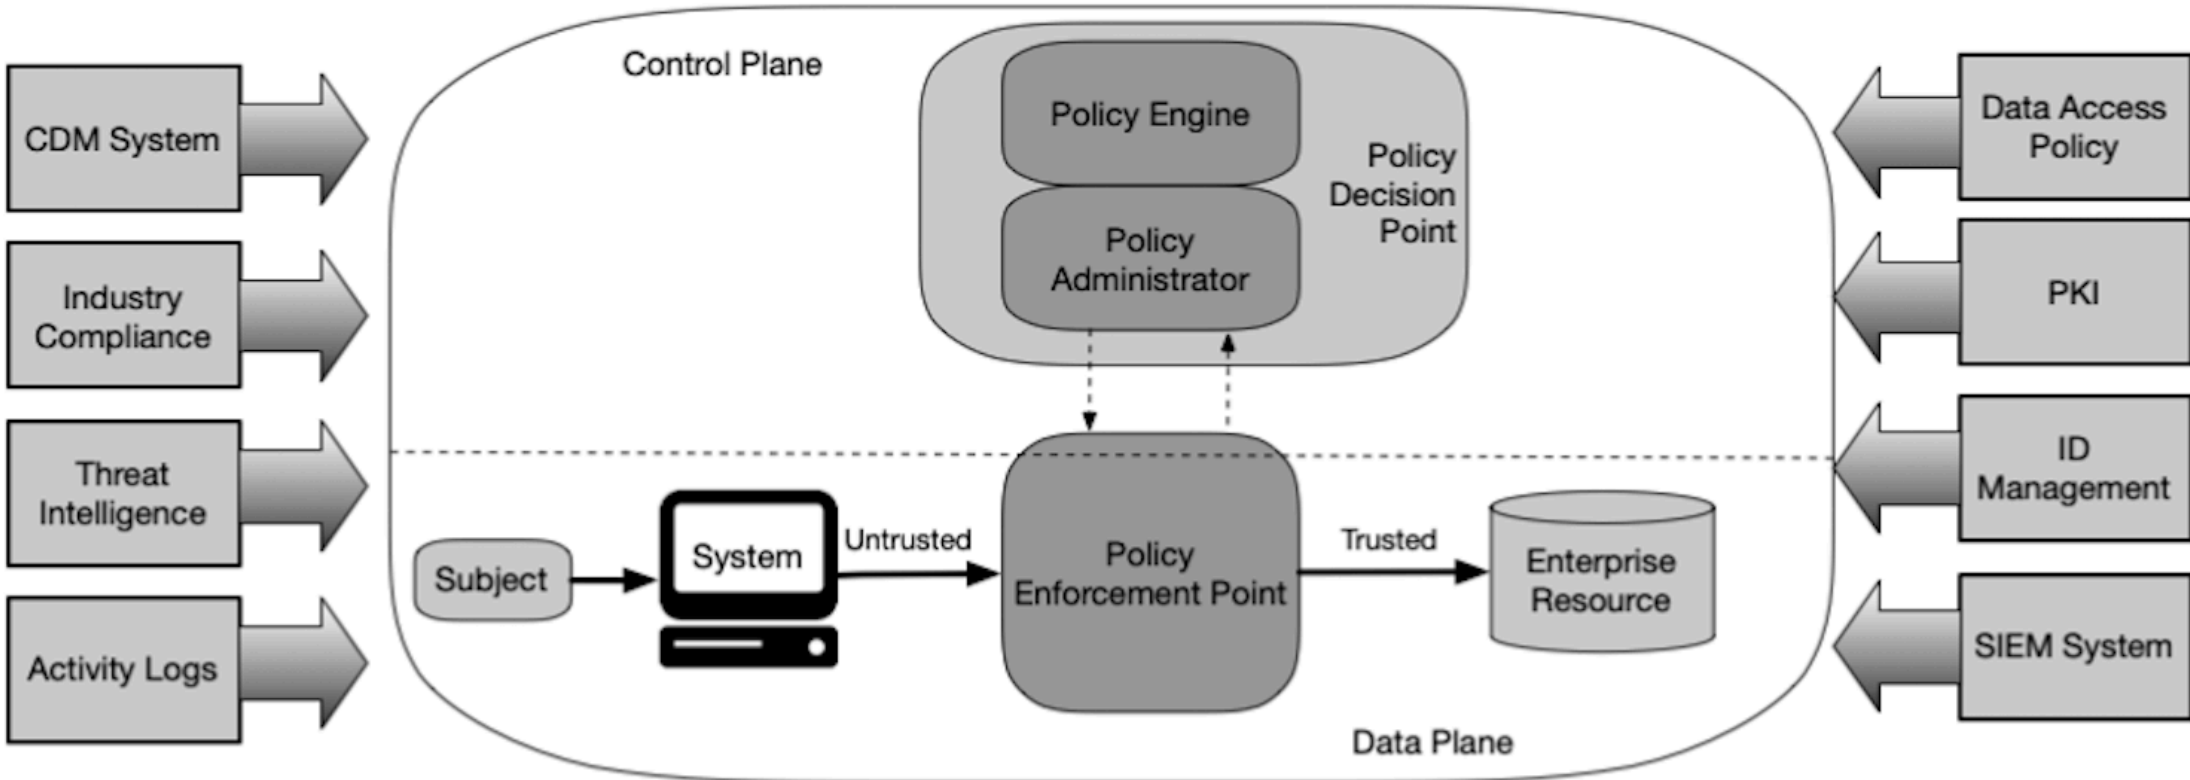 Control Plane
Policy Engine
Policy
Administrator
Policy
Decision
Point
CDM System
Industry
Compliance
Threat
Intelligence
Activity Logs
Data Access
Policy
PKI
ID
Management
SIEM System
Subject
System
Untrusted
Policy
Enforcement Point
Trusted
Enterprise
Resource
Data Plane